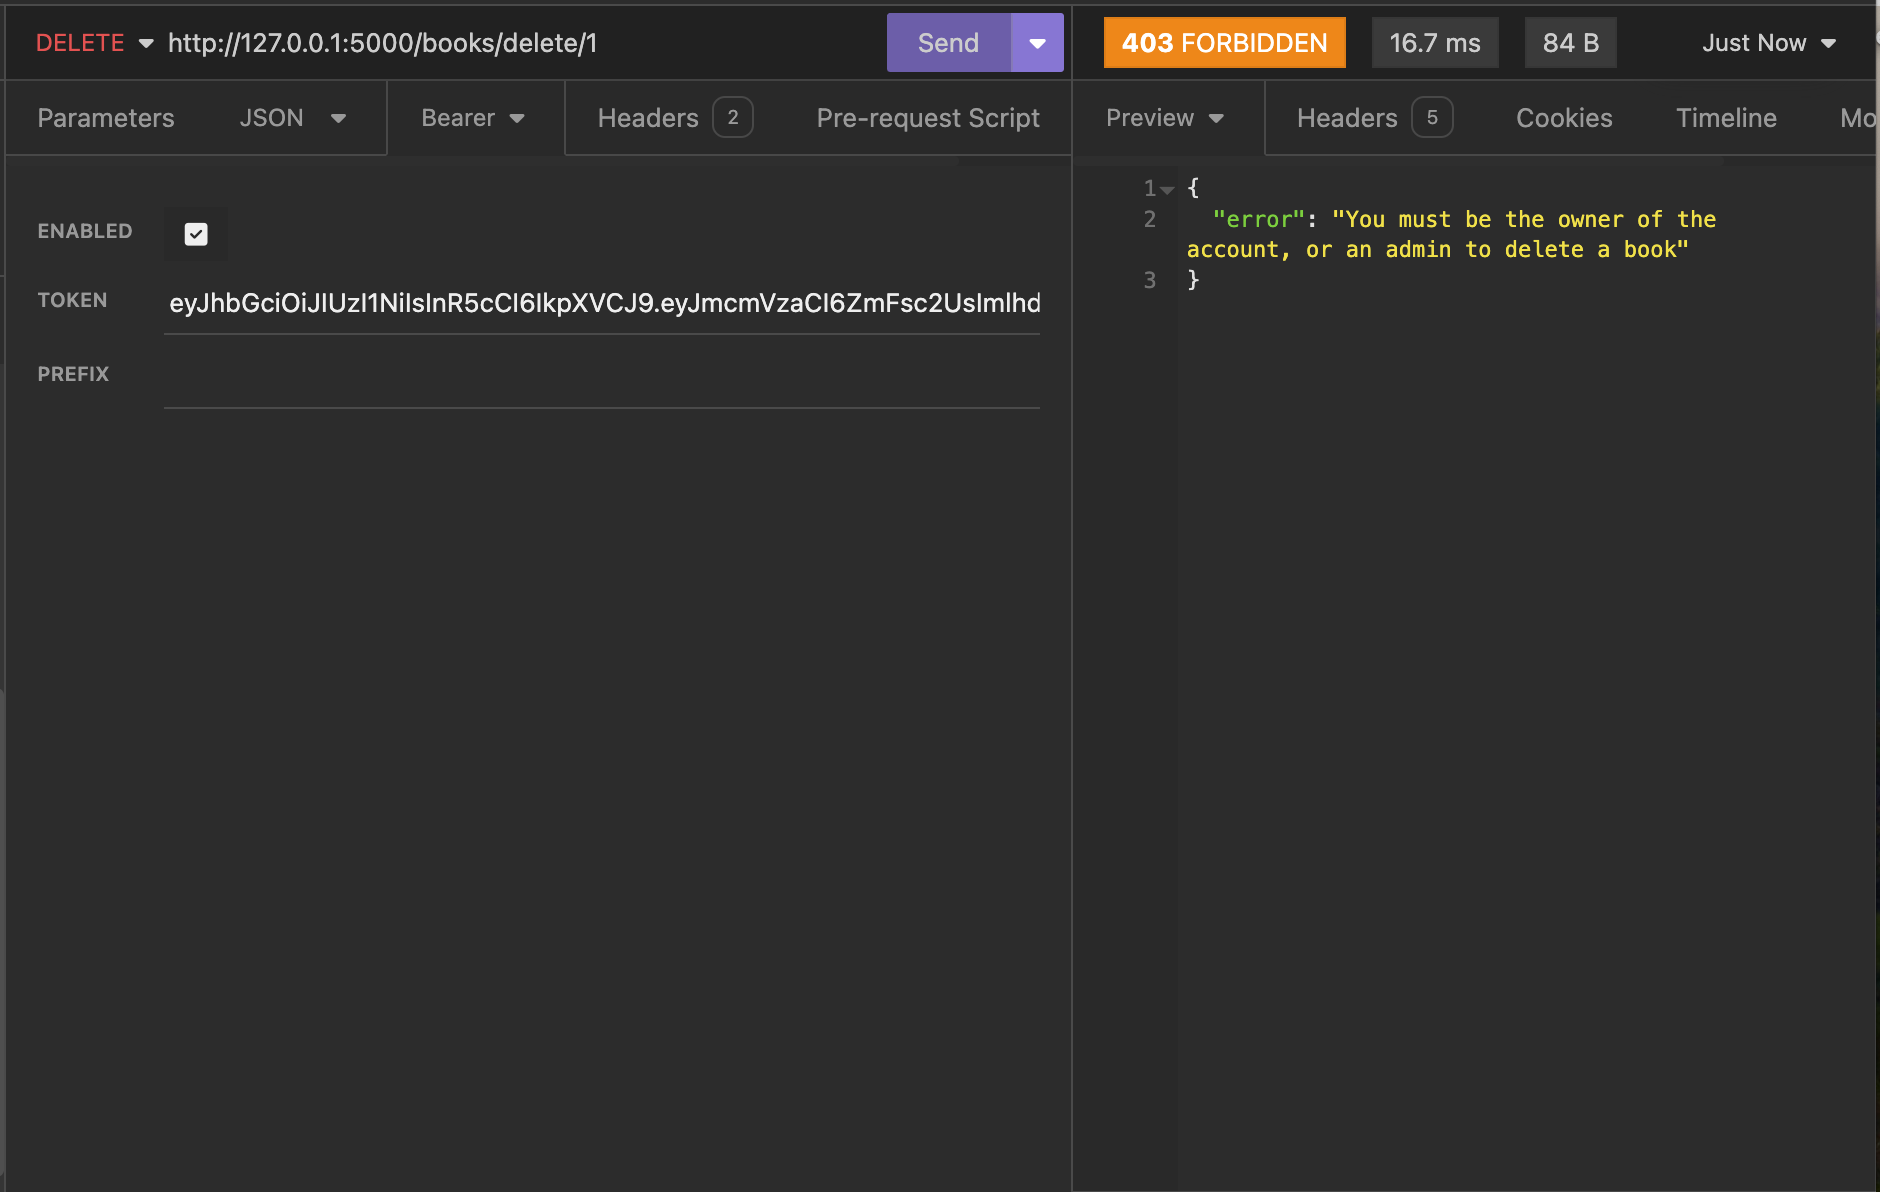 DELETE http://127.0.0.1:5000/books/delete/1 Send 403 FORBIDDEN 16.7 ms 84 B Just Now
Parameters JSON Bearer Headers 2 Pre-request Script Preview Headers 5 Cookies Timeline Mo
ENABLED
TOKEN eyJhbGciOiJIUzI1NiIsInR5cCI6IkpXVCJ9.eyJmcmVzaCI6ZmFsc2UsImlhd
PREFIX
1 {
2 "error": "You must be the owner of the
account, or an admin to delete a book"
3 }